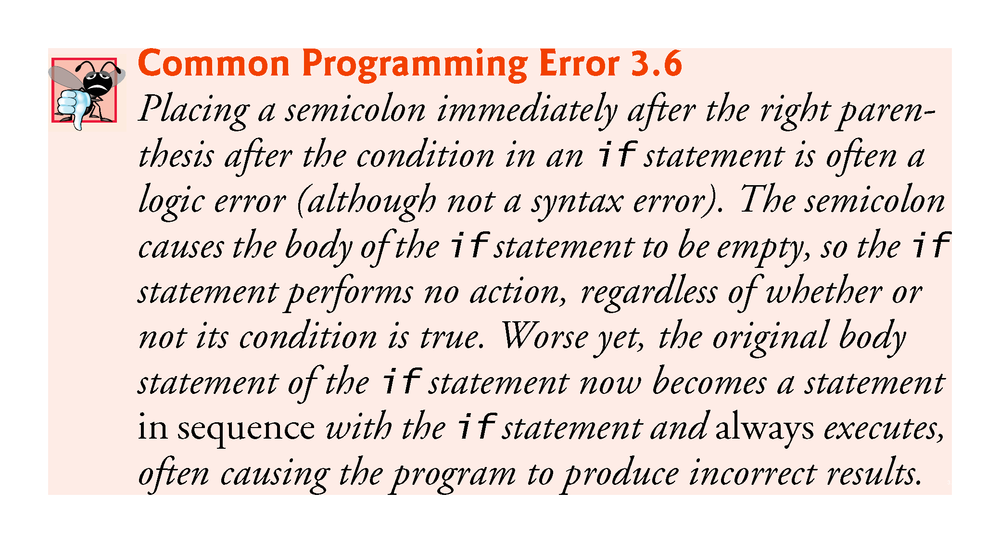 Common Programming Error 3.6
Placing a semicolon immediately after the right paren-
thesis after the condition in an if statement is often a
logic error (although not a syntax error). The semicolon
causes the body of the if statement to be empty, so the if
statement performs no action, regardless of whether or
not its condition is true. Worse yet, the original body
statement of the if statement now becomes a statement
in sequence with the if statement and always executes,
often causing the program to produce incorrect results.
3